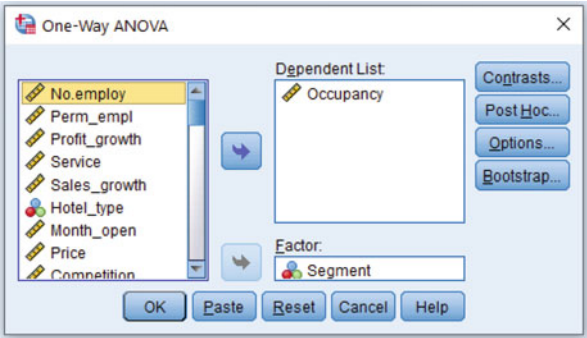 One-Way ANOVA
No.employ
Perm_empl
Profit_growth
Service
Sales_growth
Hotel_type
Month_open
Price
Competition
Dependent List:
Occupancy
Factor:
Segment
Contrasts...
Post Hoc...
Options...
Bootstrap...
OK Paste Reset Cancel Help